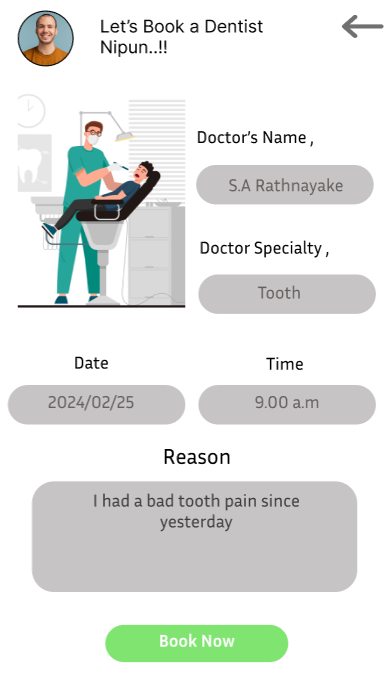 Let's Book a Dentist
Nipun..!!
Doctor's Name ,
S.A Rathnayake
Doctor Specialty ,
Tooth
Date
Time
2024/02/25
9.00 a.m
Reason
I had a bad tooth pain since
yesterday
Book Now